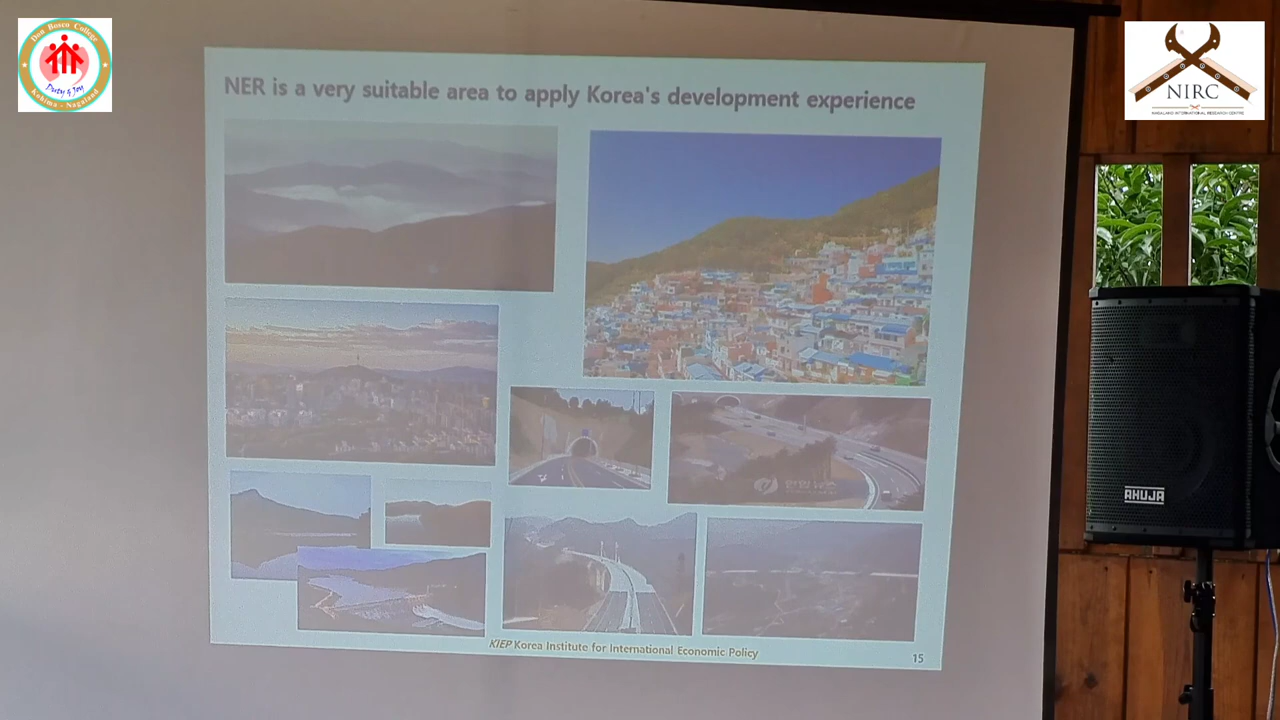 Don Bosco College
Duty & Joy
Kohima - Nagaland
NIRC
NAGALAND INTERNATIONAL RESEARCH CENTRE
NER is a very suitable area to apply Korea's development experience
AHUJA
KIEP Korea Institute for International Economic Policy
15